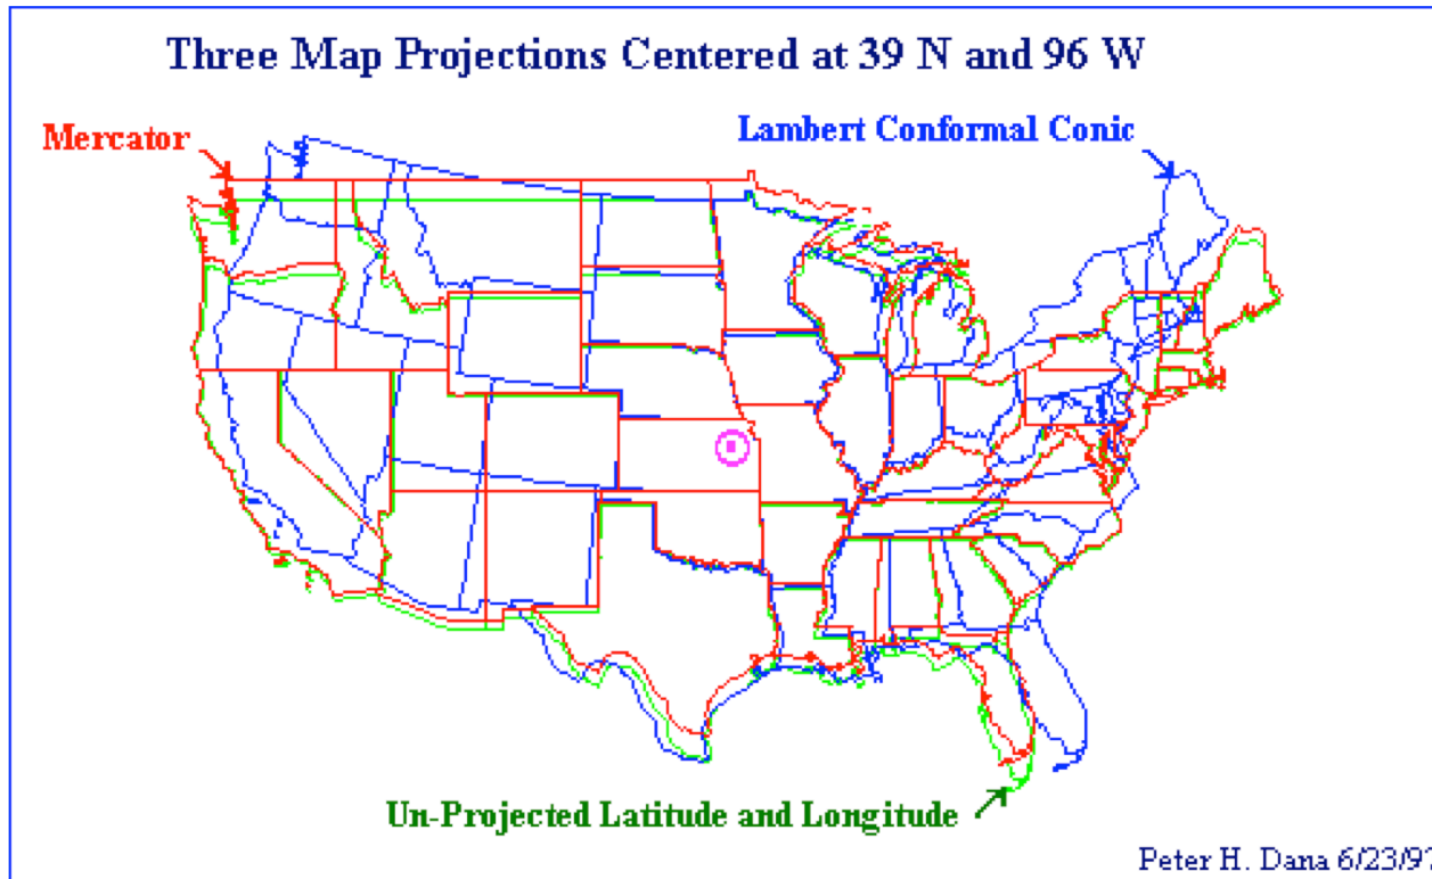 Three Map Projections Centered at 39 N and 96 W
Mercator
Lambert Conformal Conic
Un-Projected Latitude and Longitude
Peter H. Dana 6/23/97